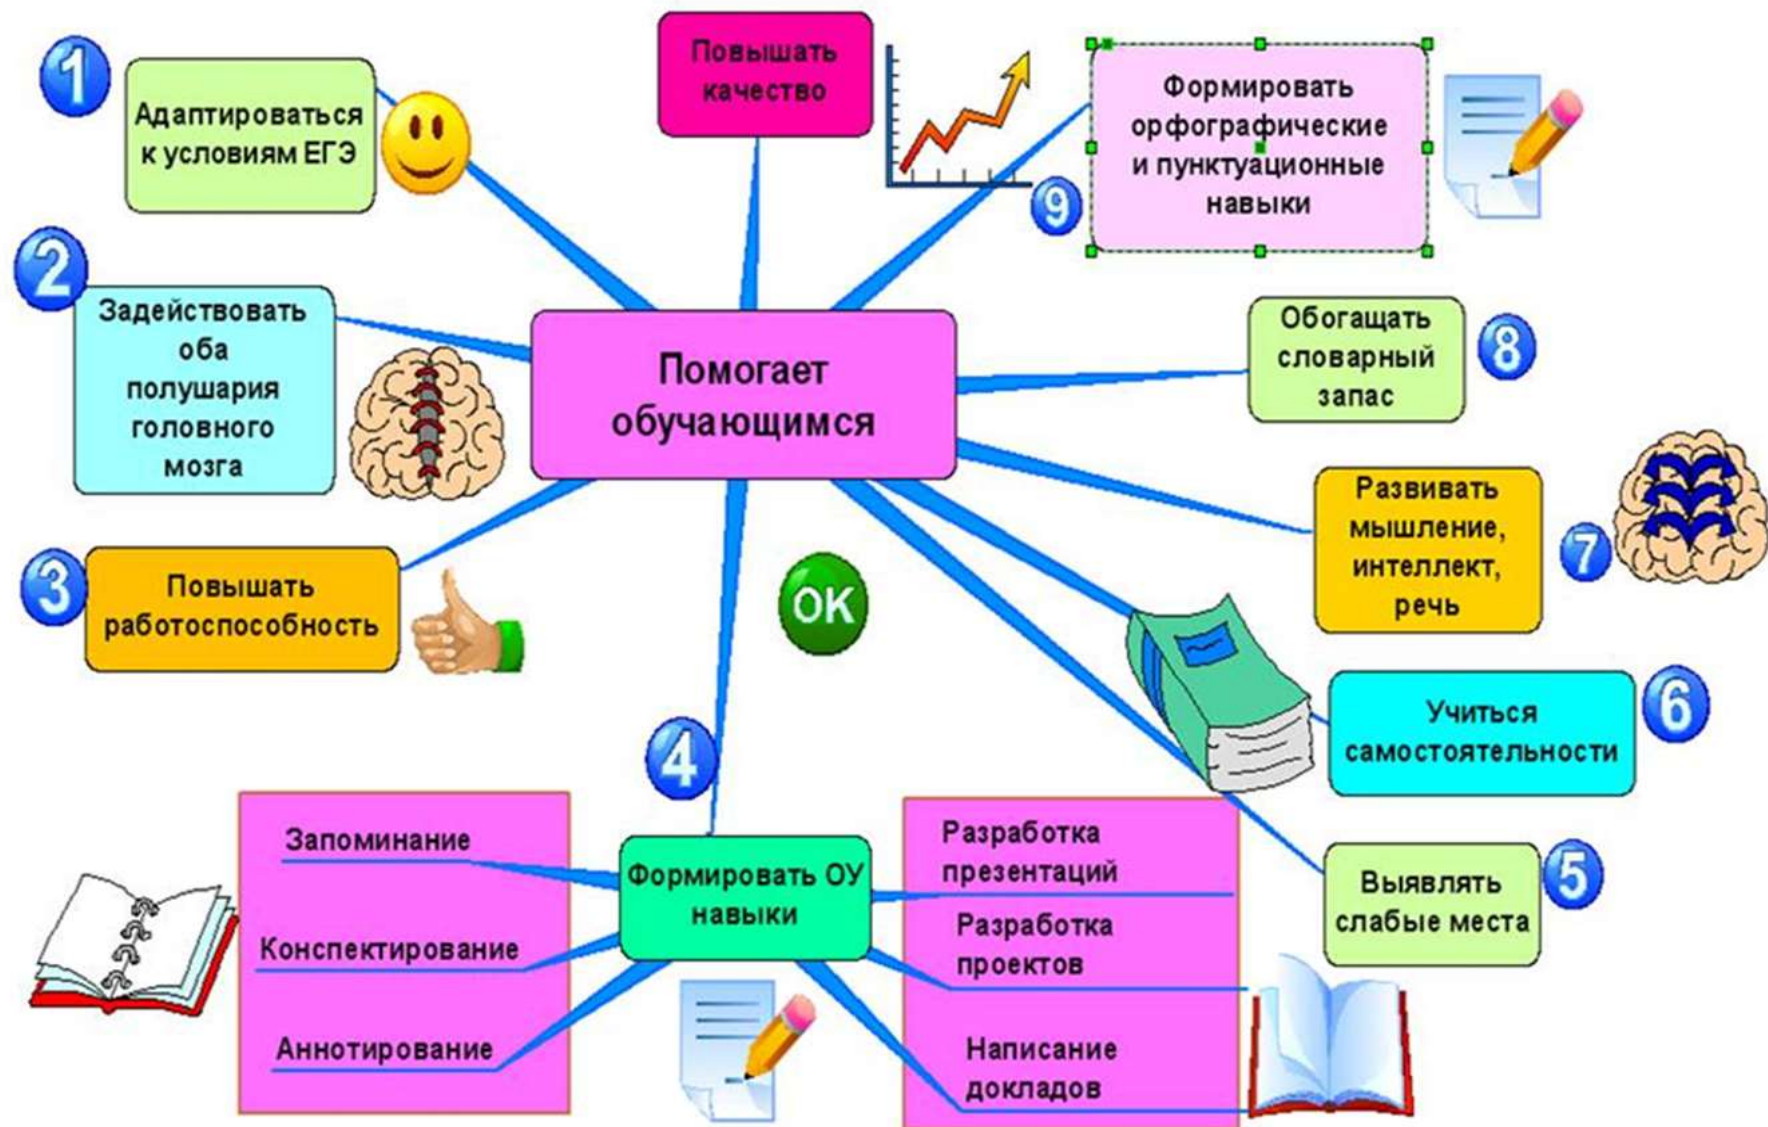 1
Адаптироваться
к условиям ЕГЭ
Повышать
качество
9
Формировать
орфографические
и пунктуационные
навыки
2
Задействовать
оба
полушария
головного
мозга
Помогает
обучающимся
Обогащать
словарный
запас
8
3
Повышать
работоспособность
OK
Развивать
мышление,
интеллект,
речь
7
Учиться
самостоятельности
6
4
Формировать ОУ
навыки
Запоминание
Конспектирование
Аннотирование
Разработка
презентаций
Разработка
проектов
Написание
докладов
Выявлять
слабые места
5